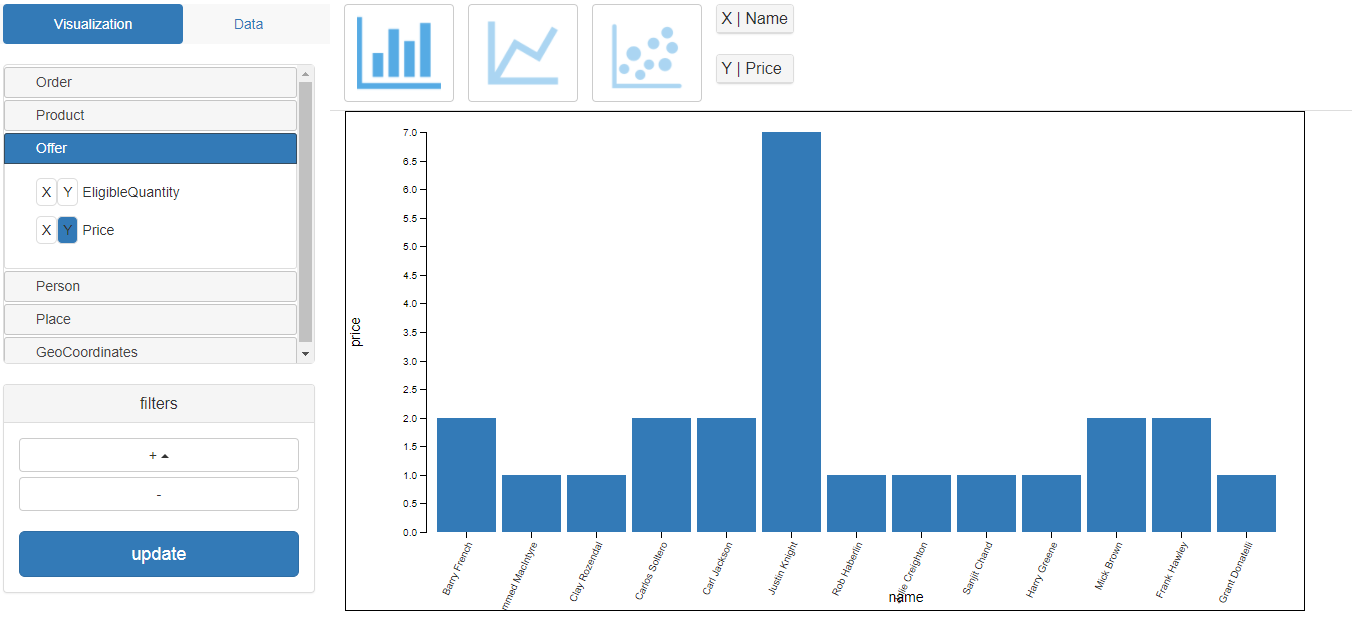 Visualization Data
Order
Product
Offer
X Y EligibleQuantity
X Y Price
Person
Place
GeoCoordinates
filters
+
-
update
X | Name
Y | Price
7.0
6.5
6.0
5.5
5.0
4.5
4.0
3.5
3.0
2.5
2.0
1.5
1.0
0.5
0.0
price
Barry French
MacIntyre
Clay Rozendal
Carlos Soltero
Carl Jackson
Justin Knight
Rob Haberlin
Creighton
Sanjit Chand
Harry Greene
Mick Brown
Frank Hawley
Grant Donatelli
name